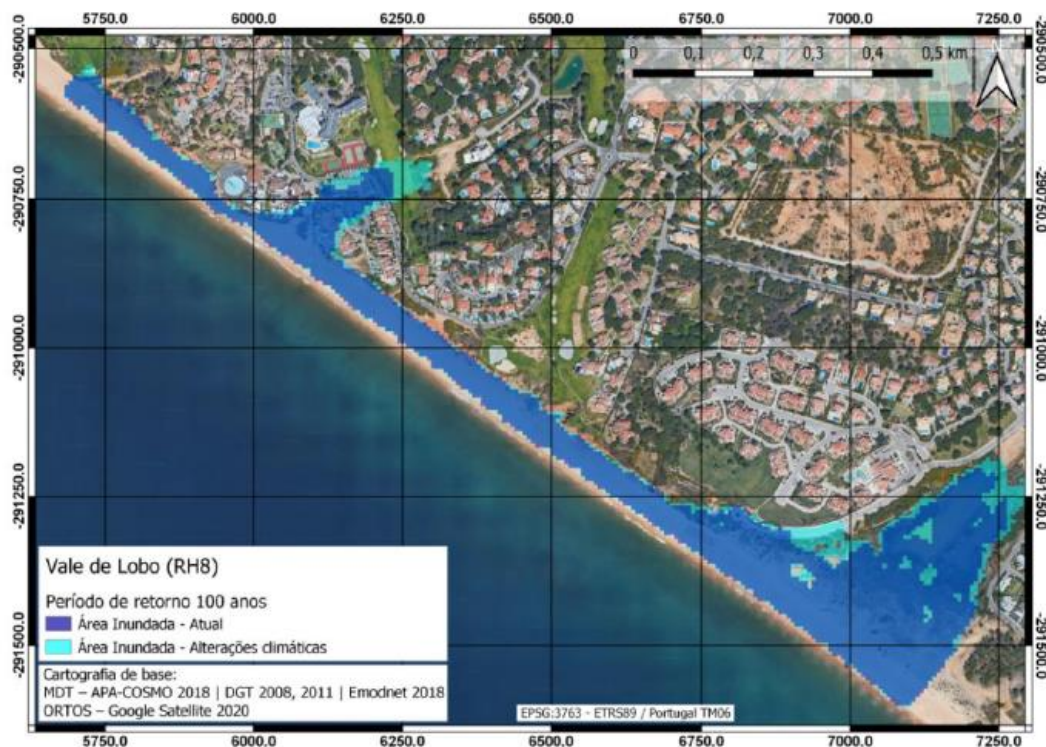 5750.0 6000.0 6250.0 6500.0 6750.0 7000.0 7250.0
-290500.0 -290500.0
0 0,1 0,2 0,3 0,4 0,5 km
N
-290750.0 -290750.0
-291000.0 -291000.0
-291250.0 -291250.0
-291500.0 -291500.0
Vale de Lobo (RH8)
Período de retorno 100 anos
Área Inundada - Atual
Área Inundada - Alterações climáticas
Cartografia de base:
MDT – APA-COSMO 2018 | DGT 2008, 2011 | Emodnet 2018
ORTOS – Google Satellite 2020
EPSG:3763 - ETRS89 / Portugal TM06
5750.0 6000.0 6250.0 6500.0 6750.0 7000.0 7250.0